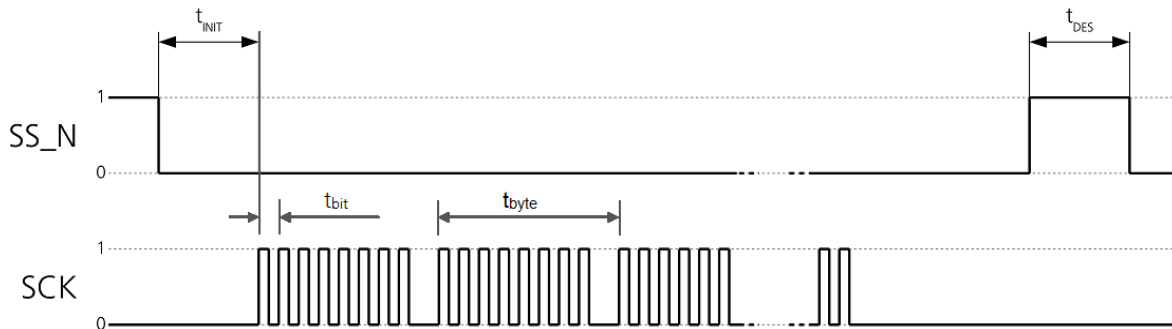 tINIT
tDES
1
SS_N
0
tbit
tbyte
1
SCK
0